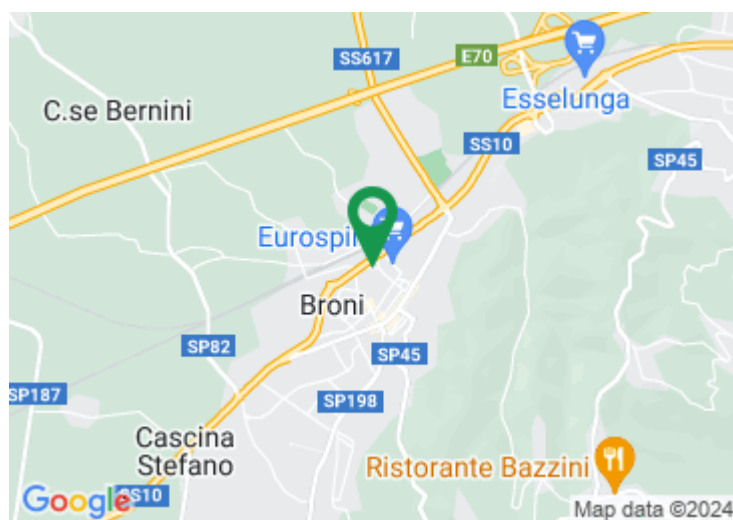 SS617
E70
Esselunga
C.se Bernini
SS10
SP45
Eurospin
Broni
SP82
SP45
SP187
SP198
Cascina
Stefano
Ristorante Bazzini
Google
SS10
Map data ©2024